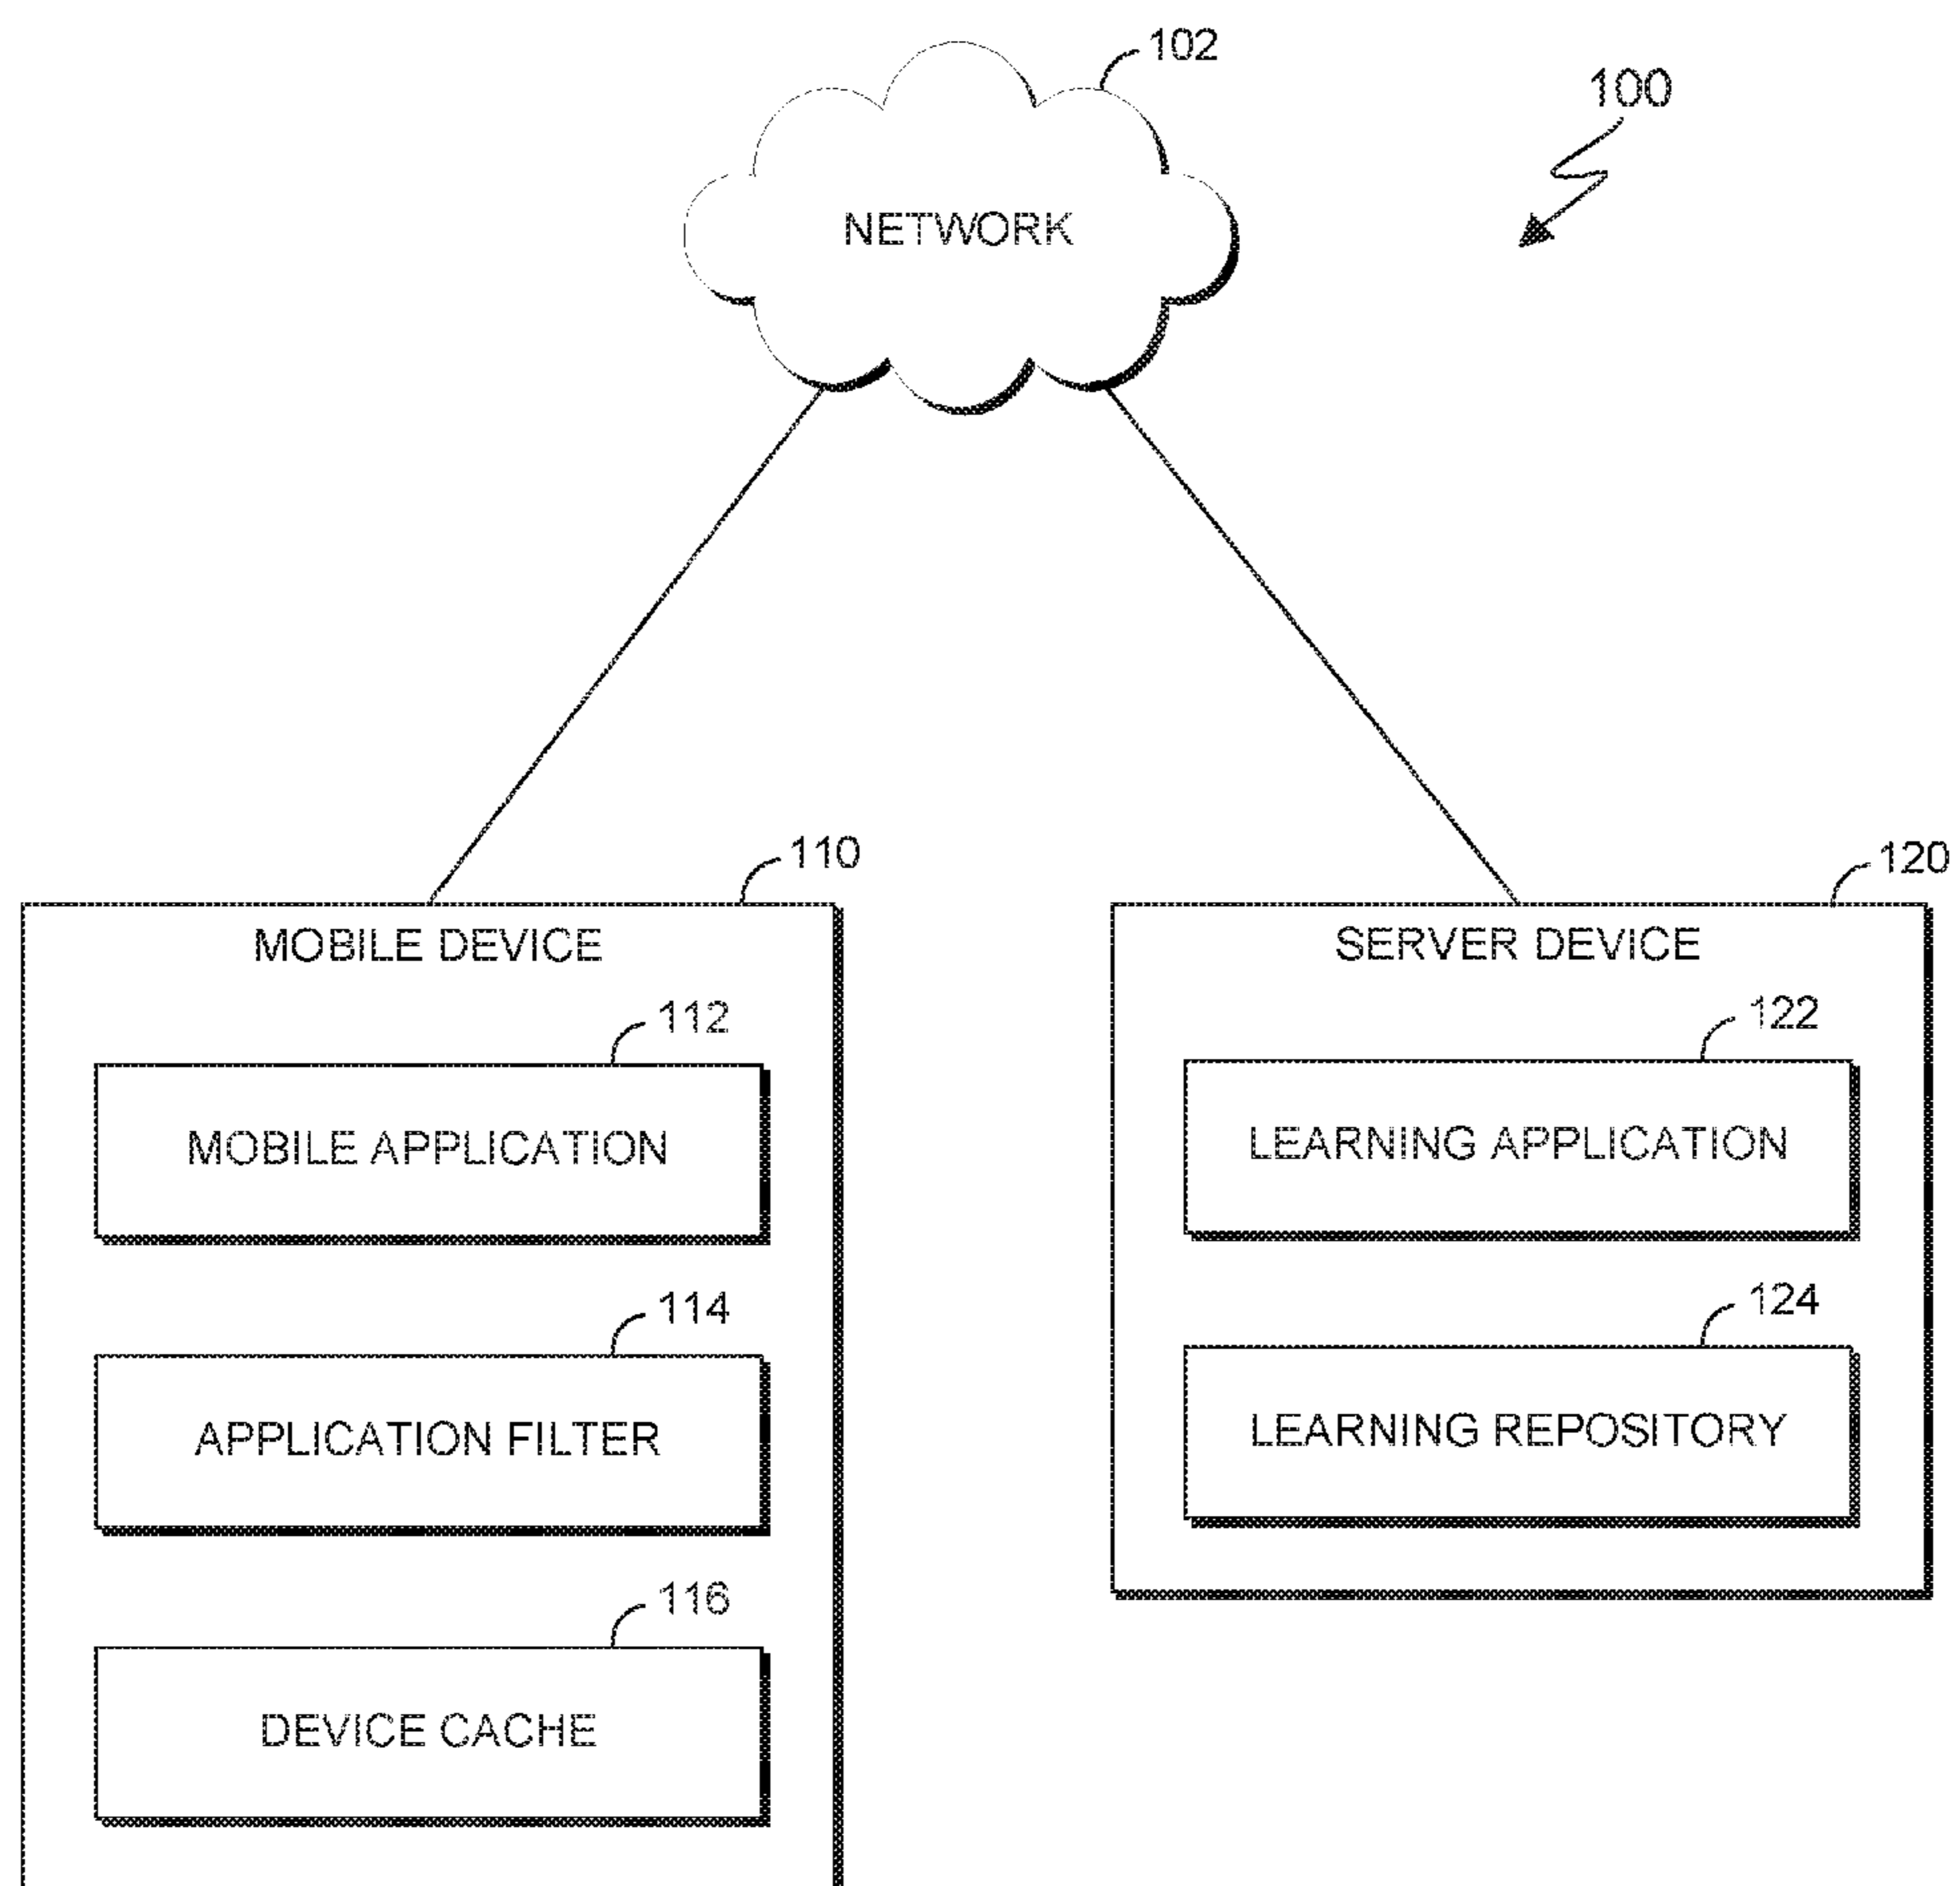 102
100
NETWORK
110
120
MOBILE DEVICE
SERVER DEVICE
112
122
MOBILE APPLICATION
LEARNING APPLICATION
114
124
APPLICATION FILTER
LEARNING REPOSITORY
116
DEVICE CACHE